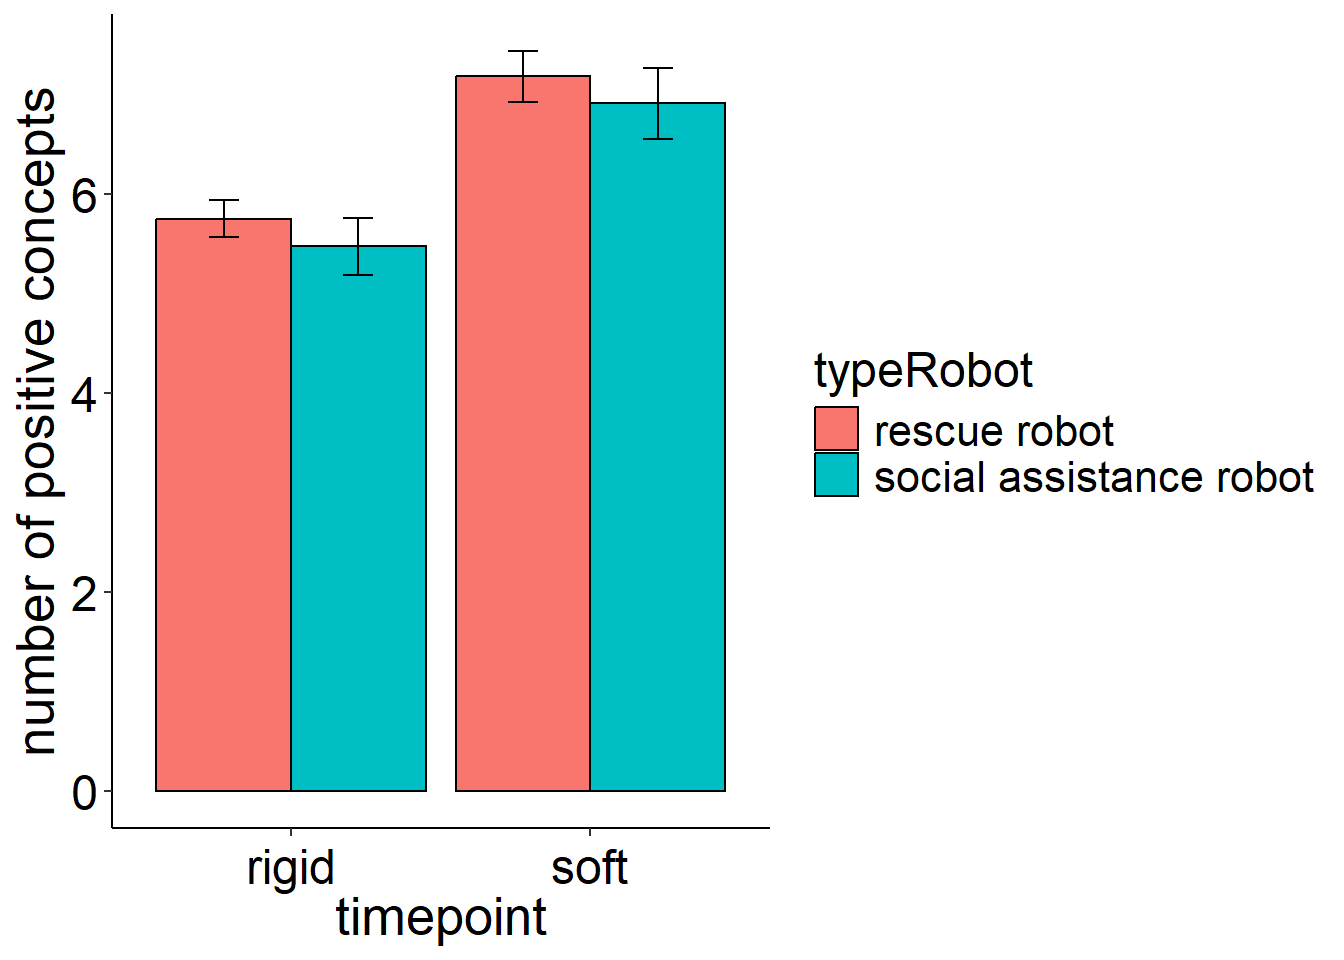 number of positive concepts
6
4
2
0
rigid
soft
timepoint
typeRobot
rescue robot
social assistance robot